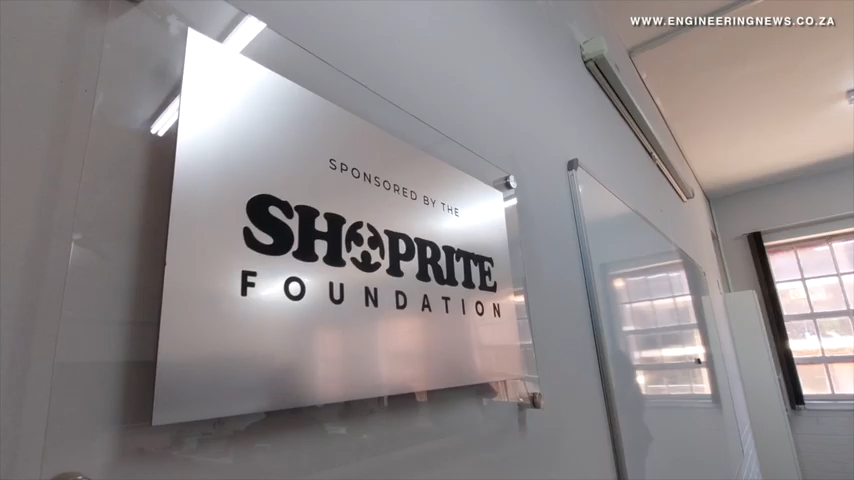 WWW.ENGINEERINGNEWS.CO.ZA
SPONSORED BY THE
SHOPRITE
FOUNDATION